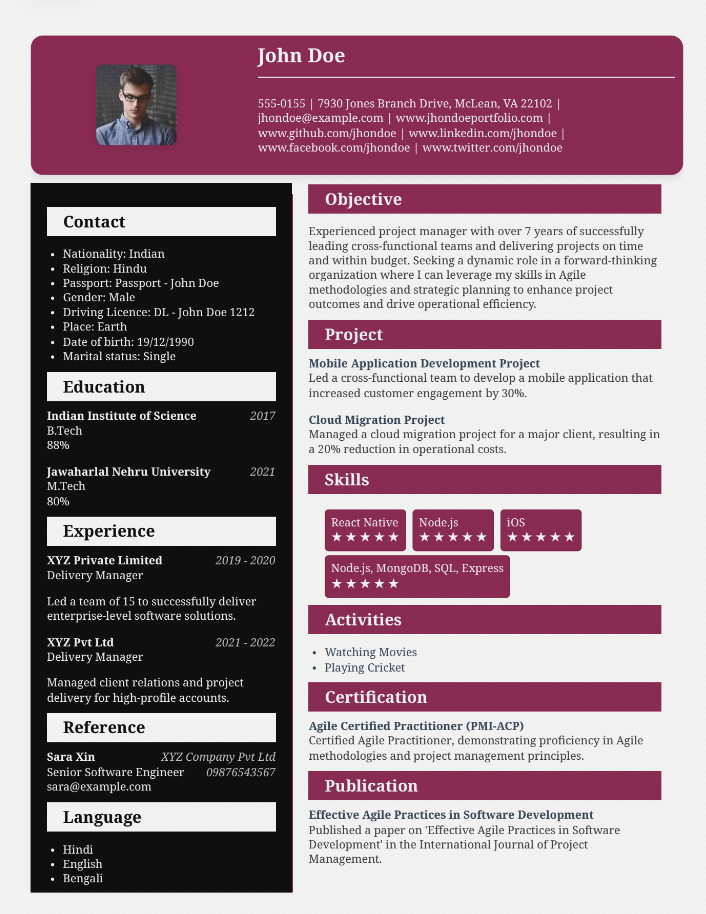 John Doe
555-0155 | 7930 Jones Branch Drive, McLean, VA 22102 |
jhondoe@example.com | www.jhondoeportfolio.com |
www.github.com/jhondoe | www.linkedin.com/jhondoe |
www.facebook.com/jhondoe | www.twitter.com/jhondoe
Contact
• Nationality: Indian
• Religion: Hindu
• Passport: Passport - John Doe
• Gender: Male
• Driving Licence: DL - John Doe 1212
• Place: Earth
• Date of birth: 19/12/1990
• Marital status: Single
Education
Indian Institute of Science 2017
B.Tech
88%
Jawaharlal Nehru University 2021
M.Tech
80%
Experience
XYZ Private Limited 2019 - 2020
Delivery Manager
Led a team of 15 to successfully deliver
enterprise-level software solutions.
XYZ Pvt Ltd 2021 - 2022
Delivery Manager
Managed client relations and project
delivery for high-profile accounts.
Reference
Sara Xin XYZ Company Pvt Ltd
Senior Software Engineer 09876543567
sara@example.com
Language
• Hindi
• English
• Bengali
Objective
Experienced project manager with over 7 years of successfully
leading cross-functional teams and delivering projects on time
and within budget. Seeking a dynamic role in a forward-thinking
organization where I can leverage my skills in Agile
methodologies and strategic planning to enhance project
outcomes and drive operational efficiency.
Project
Mobile Application Development Project
Led a cross-functional team to develop a mobile application that
increased customer engagement by 30%.
Cloud Migration Project
Managed a cloud migration project for a major client, resulting in
a 20% reduction in operational costs.
Skills
React Native Node.js iOS
★★★★★ ★★★★★ ★★★★★
Node.js, MongoDB, SQL, Express
★★★★★
Activities
• Watching Movies
• Playing Cricket
Certification
Agile Certified Practitioner (PMI-ACP)
Certified Agile Practitioner, demonstrating proficiency in Agile
methodologies and project management principles.
Publication
Effective Agile Practices in Software Development
Published a paper on 'Effective Agile Practices in Software
Development' in the International Journal of Project
Management.